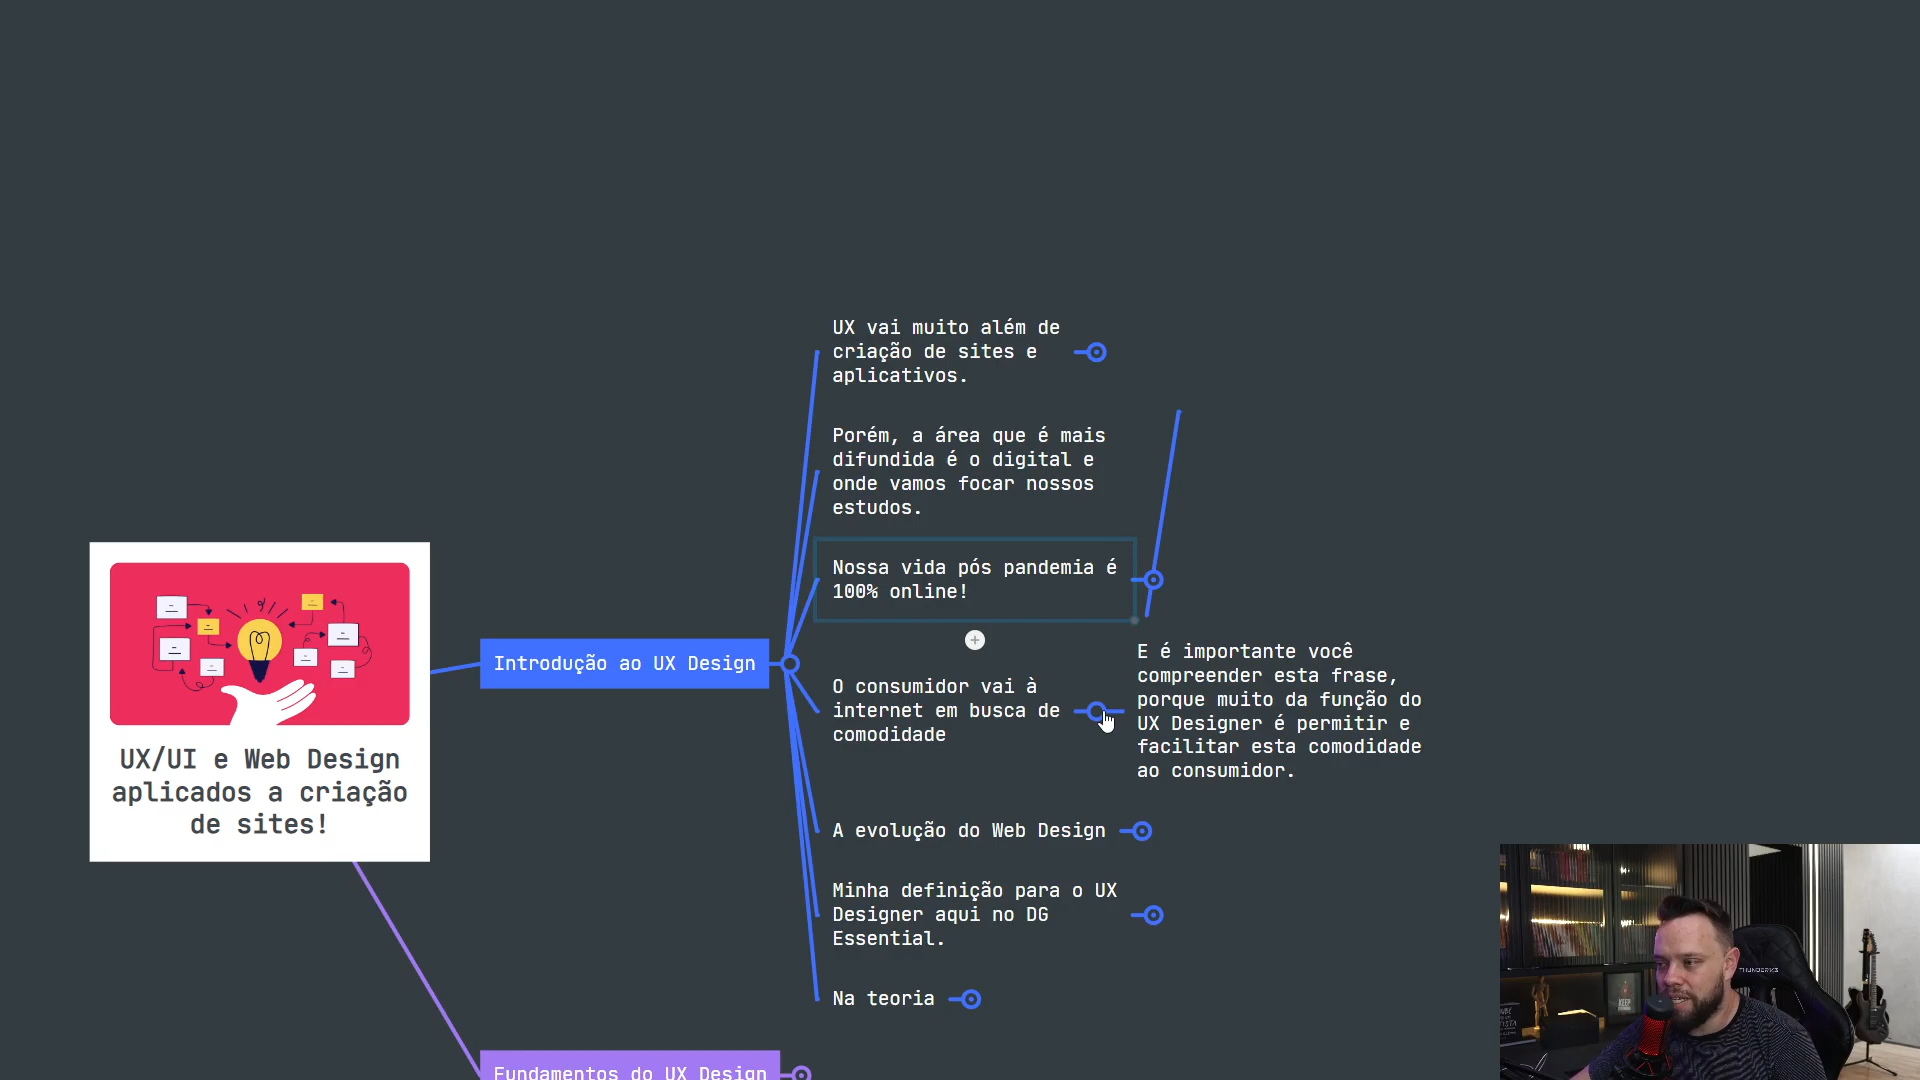 UX vai muito além de
criação de sites e
aplicativos.
Porém, a área que é mais
difundida é o digital e
onde vamos focar nossos
estudos.
Nossa vida pós pandemia é
100% online!
Introdução ao UX Design
O consumidor vai à
internet em busca de
comodidade
E é importante você
compreender esta frase,
porque muito da função do
UX Designer é permitir e
facilitar esta comodidade
ao consumidor.
UX/UI e Web Design
aplicados a criação
de sites!
A evolução do Web Design
Minha definição para o UX
Designer aqui no DG
Essential.
Na teoria
Fundamentos do UX Design
THUNDERX3
KEEP